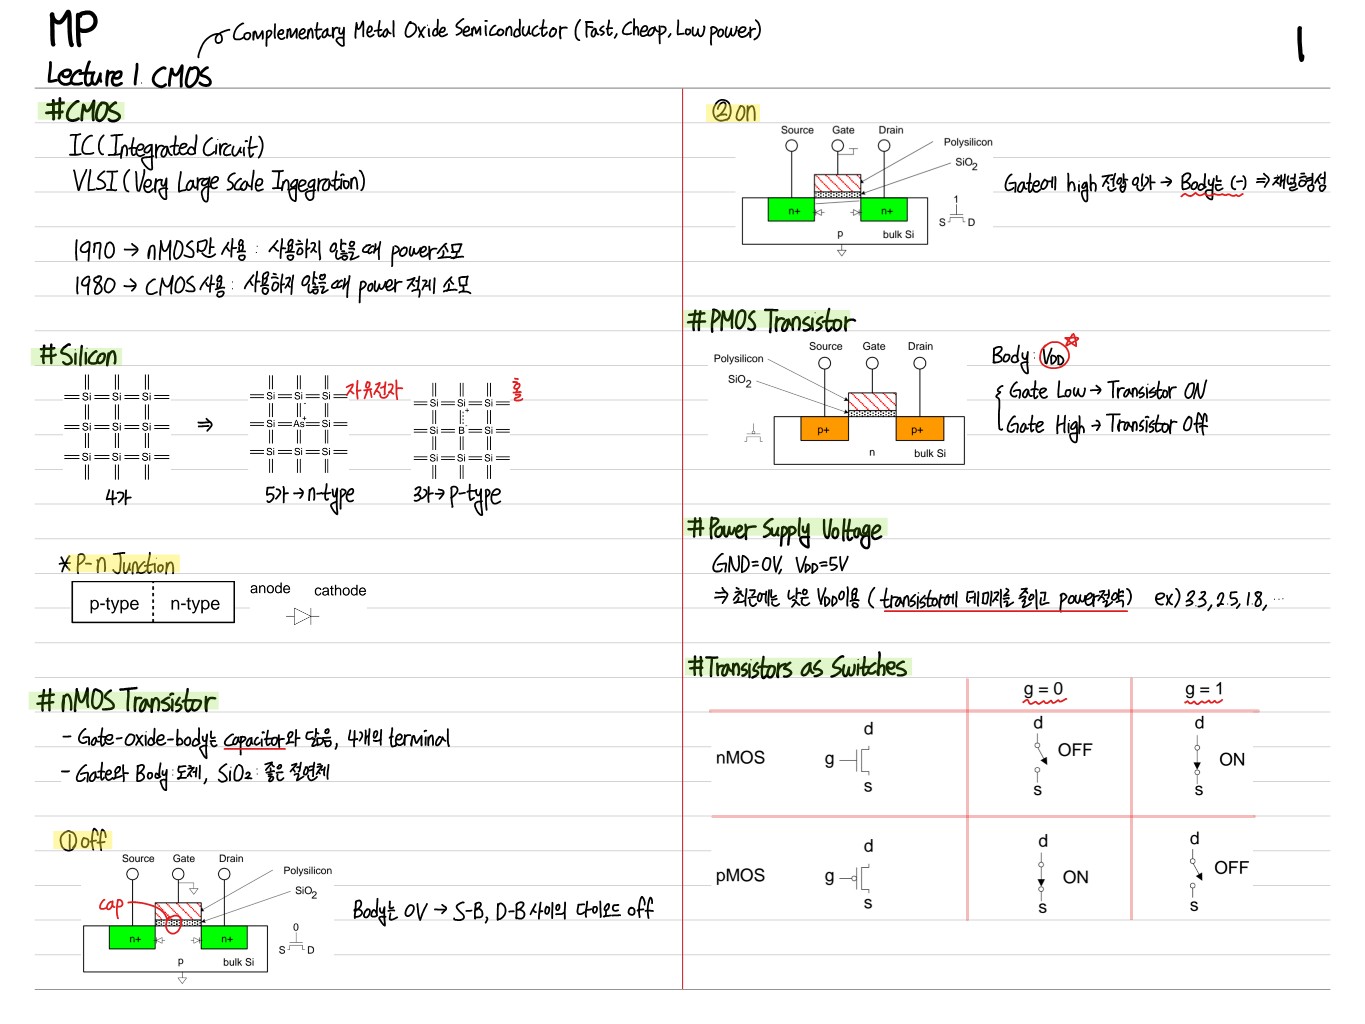 MP
Complementary Metal Oxide Semiconductor (Fast, Cheap, Low power)
1
Lecture 1. CMOS
#CMOS
IC (Integrated Circuit)
VLSI (Very Large Scale Ingegration)
1970 → nMOS만 사용 : 사용하지 않을 때 power 소모
1980 → CMOS 사용 : 사용하지 않을 때 power 적게 소모
#Silicon
Si Si Si
Si Si Si
Si Si Si
4가
⇒
Si Si Si 자유전자
-
+
Si As Si
Si Si Si
5가 → n-type
Si Si Si 홀
+
-
Si B Si
Si Si Si
3가 → p-type
*P-n Junction
p-type n-type
anode cathode
#nMOS Transistor
- Gate-oxide-body는 capacitor와 닮음, 4개의 terminal
- Gate와 Body : 도체, SiO2 : 좋은 절연체
① off
Source Gate Drain
Polysilicon
SiO2
cap
n+ n+
p bulk Si
0
S D
Body는 0V → S-B, D-B 사이의 다이오드 off
② on
Source Gate Drain
Polysilicon
SiO2
n+ n+
p bulk Si
1
S D
Gate에 high 전압 인가 → Body는 (-) ⇒ 채널형성
#PMOS Transistor
Source Gate Drain
Polysilicon
SiO2
p+ p+
n bulk Si
Body : VDD
Gate Low → Transistor ON
Gate High → Transistor Off
#Power Supply Voltage
GND=0V, VDD=5V
⇒ 최근에는 낮은 VDD이용 ( transistor에 데미지를 줄이고 power절약) ex) 3.3, 2.5, 1.8, …
#Transistors as Switches
g = 0 g = 1
nMOS
d
g
s
d
OFF
s
d
ON
s
pMOS
d
g
s
d
ON
s
d
OFF
s